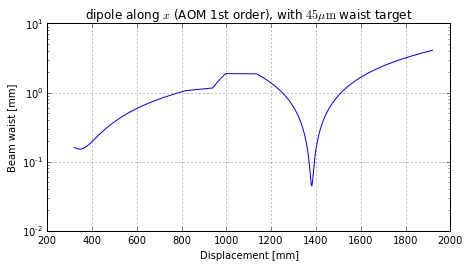 dipole along x (AOM 1st order), with 45μm waist target
10¹
10⁰
10⁻¹
10⁻²
Beam waist [mm]
200 400 600 800 1000 1200 1400 1600 1800 2000
Displacement [mm]